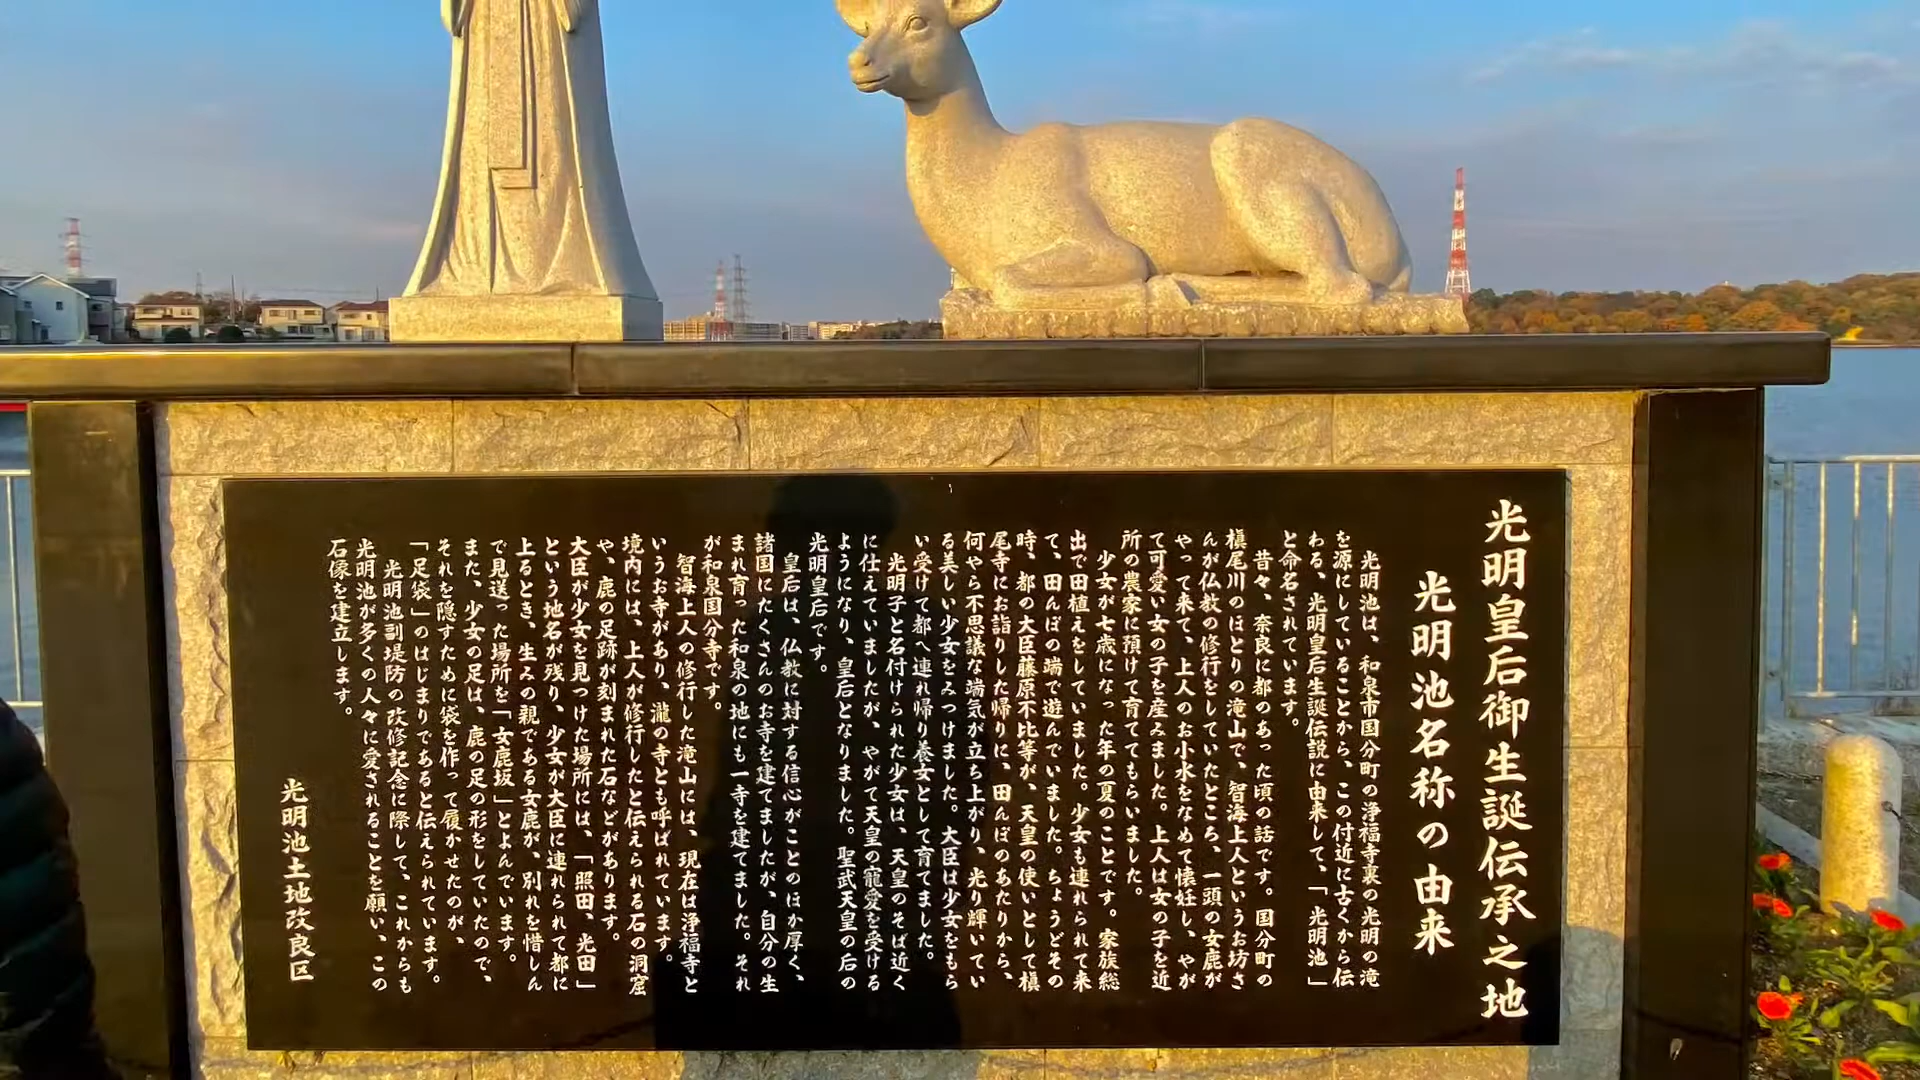 光明皇后御生誕伝承之地
光明池名称の由来
光明池は、和泉市国分町の浄福寺裏の光明の滝
を源にしていることから、この付近に古くから伝
わる、光明皇后生誕伝説に由来して、「光明池」
と命名されています。
昔々、奈良に都のあった頃の話です。国分町の
槇尾川のほとりの滝山で、智海上人というお坊さ
んが仏教の修行をしていたところ、一頭の女鹿が
やって来て、上人のお小水をなめて懐妊し、やが
て可愛い女の子を産みました。上人は女の子を近
所の農家に預けて育ててもらいました。
少女が七歳になった年の夏のことです。家族総
出で田植えをしていました。少女も連れられて来
て、田んぼの端で遊んでいました。ちょうどその
時、都の大臣藤原不比等が、天皇の使いとして槇
尾寺にお詣りした帰りに、田んぼのあたりから、
何やら不思議な端気が立ち上がり、光り輝いてい
る美しい少女をみつけました。大臣は少女をもら
い受けて都へ連れ帰り養女として育てました。
光明子と名付けられた少女は、天皇のそば近く
に仕えていましたが、やがて天皇の寵愛を受ける
ようになり、皇后となりました。聖武天皇の后の
光明皇后です。
皇后は、仏教に対する信心がことのほか厚く、
諸国にたくさんのお寺を建てましたが、自分の生
まれ育った和泉の地にも一寺を建てました。それ
が和泉国分寺です。
智海上人の修行した滝山には、現在は浄福寺と
いうお寺があり、瀧の寺とも呼ばれています。
境内には、上人が修行したと伝えられる石の洞窟
や、鹿の足跡が刻まれた石などがあります。
大臣が少女を見つけた場所には、「照田、光田」
という地名が残り、少女が大臣に連れられて都に
上るとき、生みの親である女鹿が、別れを惜しん
で見送った場所を「女鹿坂」とよんでいます。
また、少女の足は、鹿の足の形をしていたので、
それを隠すために袋を作って履かせたのが、
「足袋」のはじまりであると伝えられています。
光明池副堤防の改修記念に際して、これからも
光明池が多くの人々に愛されることを願い、この
石像を建立します。
光明池土地改良区